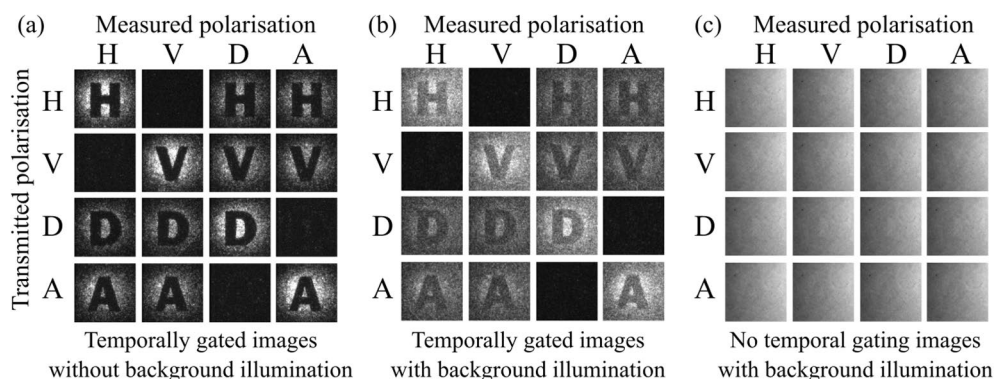 (a) Measured polarisation
H V D A
H H H H
V V V V
D D D D
A A A A
Transmitted polarisation
Temporally gated images
without background illumination
(b) Measured polarisation
H V D A
H H H H
V V V V
D D D D
A A A A
Temporally gated images
with background illumination
(c) Measured polarisation
H V D A
H
V
D
A
No temporal gating images
with background illumination